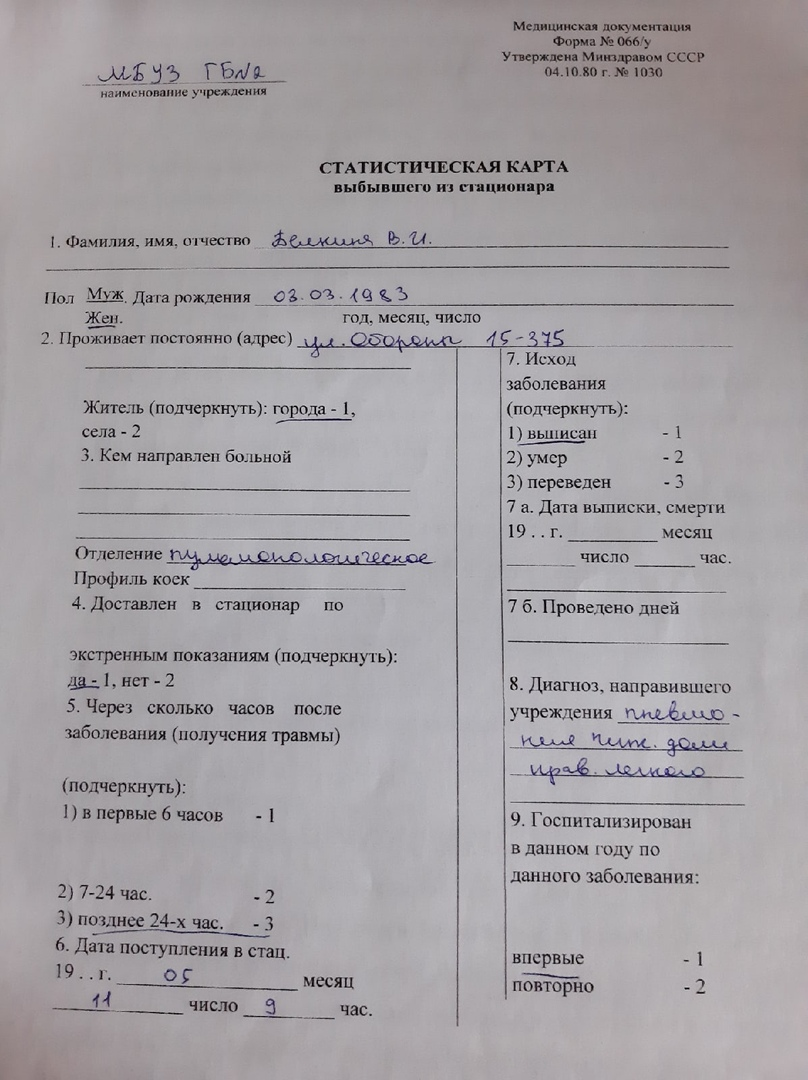 Медицинская документация
Форма № 066/у
Утверждена Минздравом СССР
04.10.80 г. № 1030
МБУЗ ГБ№2
наименование учреждения
СТАТИСТИЧЕСКАЯ КАРТА
выбывшего из стационара
1. Фамилия, имя, отчество Белкина В.И.
Пол Муж. Дата рождения 03.03.1983
Жен. год, месяц, число
2. Проживает постоянно (адрес) ул. Обороны 15-375
Житель (подчеркнуть): города - 1,
село - 2
3. Кем направлен больной
Отделение пульмонологическое
Профиль коек
4. Доставлен в стационар по
экстренным показаниям (подчеркнуть):
да - 1, нет - 2
5. Через сколько часов после
заболевания (получения травмы)
(подчеркнуть):
1) в первые 6 часов - 1
2) 7-24 час. - 2
3) позднее 24-х час. - 3
6. Дата поступления в стац.
19 . . г. 05 месяц
11 число 9 час.
7. Исход
заболевания
(подчеркнуть):
1) выписан - 1
2) умер - 2
3) переведен - 3
7 а. Дата выписки, смерти
19 . . г. месяц
число час.
7 б. Проведено дней
8. Диагноз, направившего
учреждения пневмо-
ния ниж. доли
прав. легкого
9. Госпитализирован
в данном году по
данного заболевания:
впервые - 1
повторно - 2